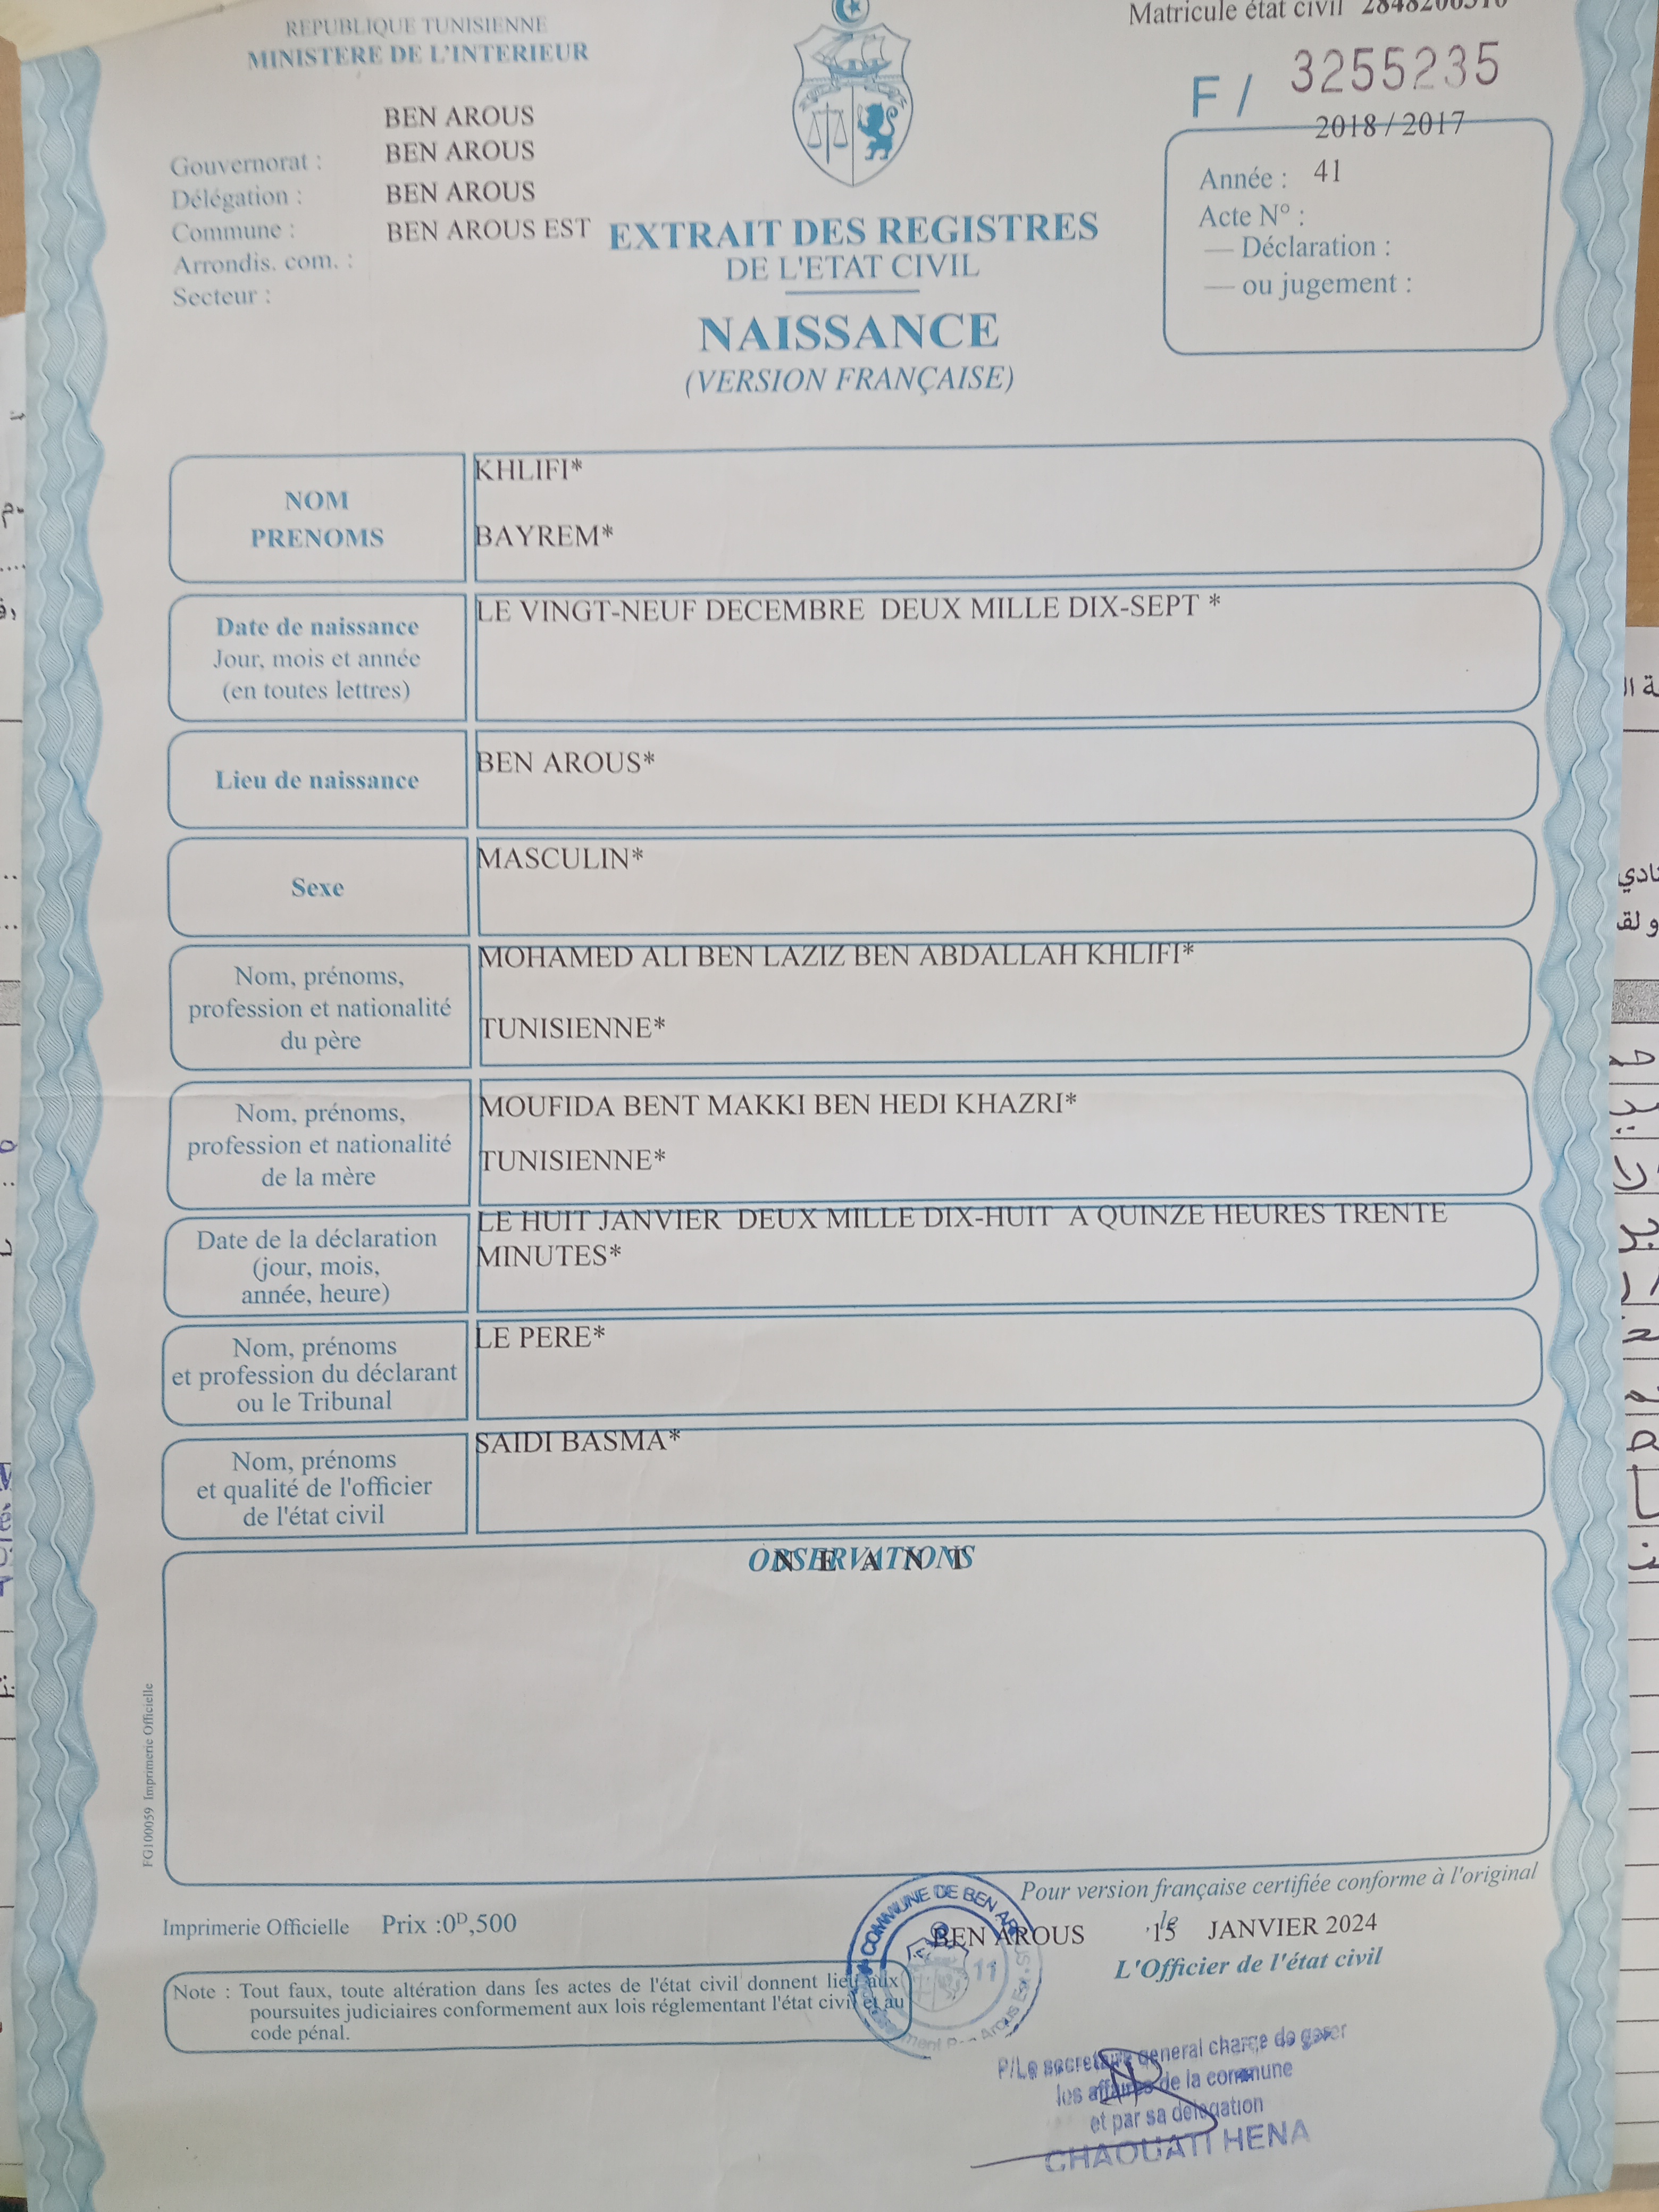 REPUBLIQUE TUNISIENNE
MINISTERE DE L'INTERIEUR
Matricule état civil
F / 3255235
2018 / 2017
BEN AROUS
Gouvernorat : BEN AROUS
Délégation : BEN AROUS
Commune : BEN AROUS EST
Arrondis. com. :
Secteur :
Année : 41
Acte N° :
— Déclaration :
— ou jugement :
EXTRAIT DES REGISTRES
DE L'ETAT CIVIL
NAISSANCE
(VERSION FRANÇAISE)
NOM
PRENOMS
KHLIFI*
BAYREM*
Date de naissance
Jour, mois et année
(en toutes lettres)
LE VINGT-NEUF DECEMBRE DEUX MILLE DIX-SEPT *
Lieu de naissance
BEN AROUS*
Sexe
MASCULIN*
Nom, prénoms,
profession et nationalité
du père
MOHAMED ALI BEN LAZIZ BEN ABDALLAH KHLIFI*
TUNISIENNE*
Nom, prénoms,
profession et nationalité
de la mère
MOUFIDA BENT MAKKI BEN HEDI KHAZRI*
TUNISIENNE*
Date de la déclaration
(jour, mois,
année, heure)
LE HUIT JANVIER DEUX MILLE DIX-HUIT A QUINZE HEURES TRENTE
MINUTES*
Nom, prénoms
et profession du déclarant
ou le Tribunal
LE PERE*
Nom, prénoms
et qualité de l'officier
de l'état civil
SAIDI BASMA*
OBSERVATIONS
N E A N T
FG100059 Imprimerie Officielle
Pour version française certifiée conforme à l'original
Imprimerie Officielle Prix :0ᴰ,500
COMMUNE DE BEN
11
BEN AROUS le 15 JANVIER 2024
L'Officier de l'état civil
Note : Tout faux, toute altération dans les actes de l'état civil donnent lieu aux
poursuites judiciaires conformement aux lois réglementant l'état civil et au
code pénal.
P/Le secretaire general charge de gerer
les affaires de la commune
et par sa delegation
CHAOUATI HENA